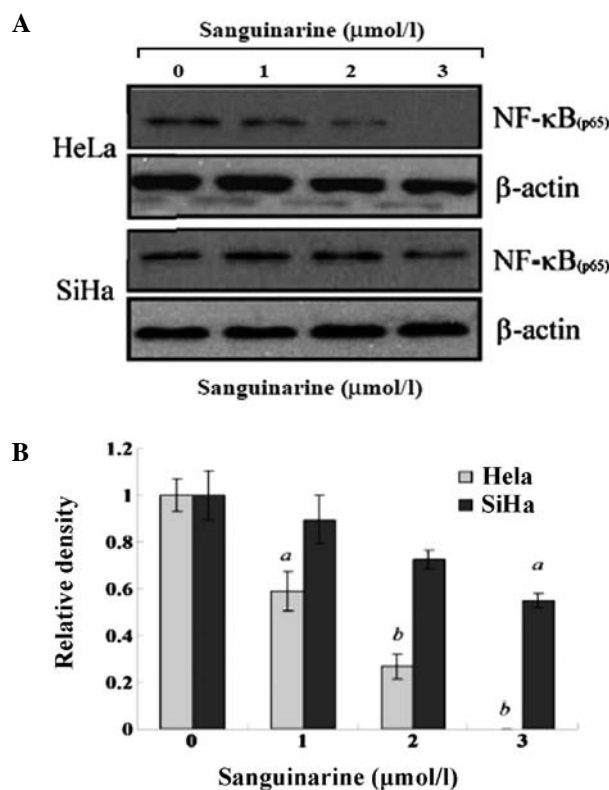 A
Sanguinarine (μmol/l)
0 1 2 3
HeLa
NF-κB(p65)
β-actin
SiHa
NF-κB(p65)
β-actin
Sanguinarine (μmol/l)
B
Relative density
1.2
1
0.8
0.6
0.4
0.2
0
Hela
SiHa
a
b
b
a
0 1 2 3
Sanguinarine (μmol/l)